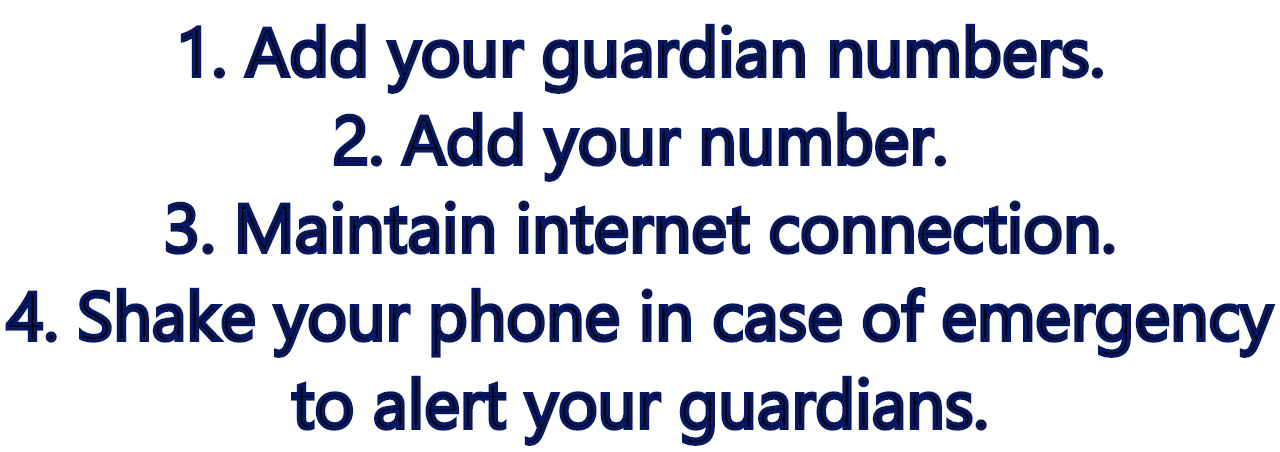 1. Add your guardian numbers.
2. Add your number.
3. Maintain internet connection.
4. Shake your phone in case of emergency
to alert your guardians.